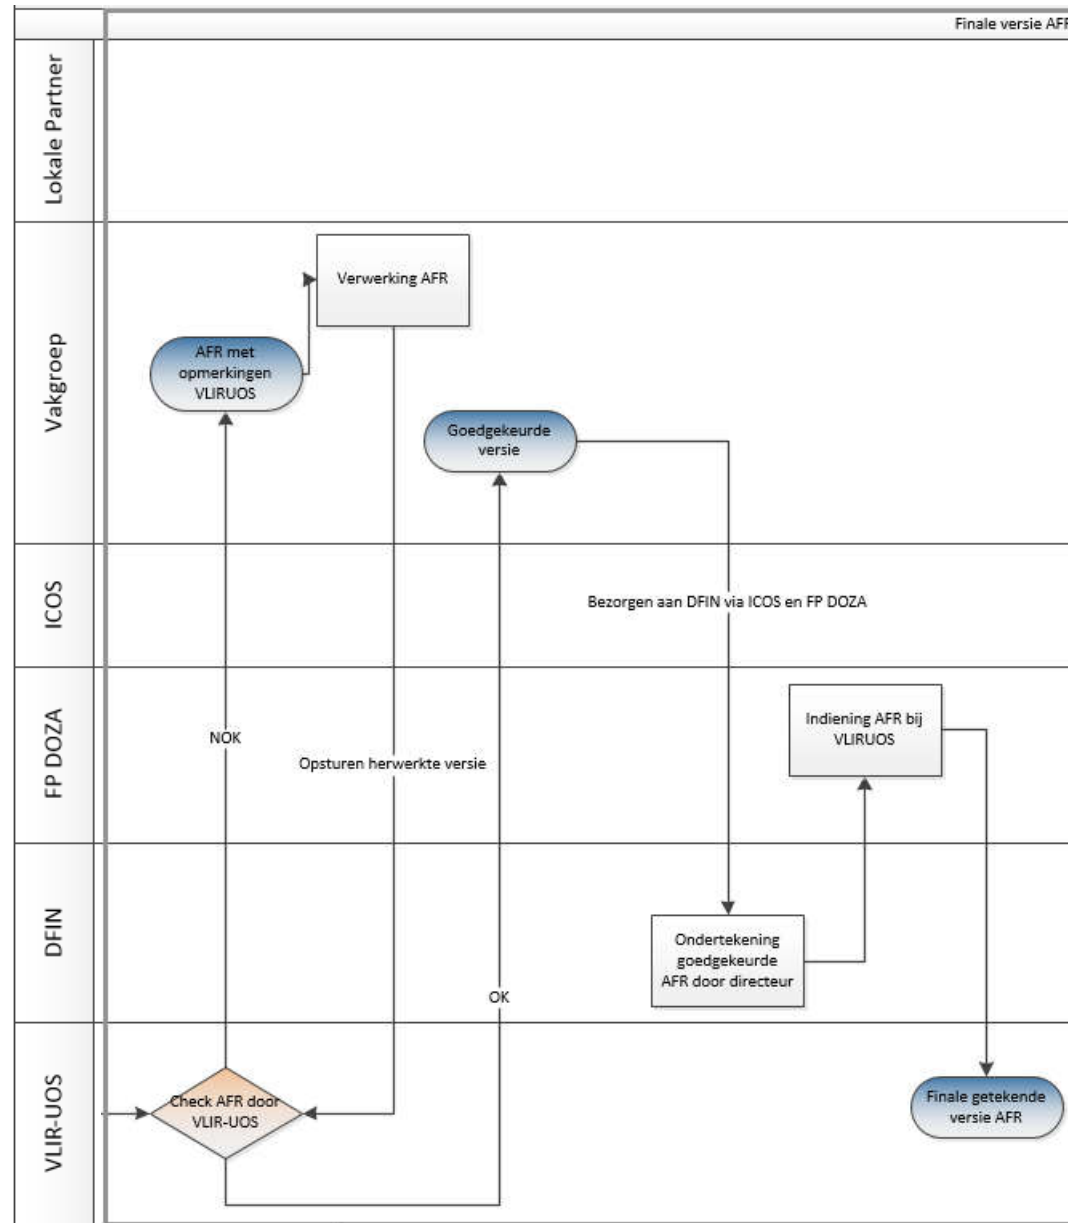 Finale versie AFR
Lokale Partner
Vakgroep
Verwerking AFR
AFR met
opmerkingen
VLIRUOS
Goedgekeurde
versie
ICOS
Bezorgen aan DFIN via ICOS en FP DOZA
FP DOZA
Indiening AFR bij
VLIRUOS
NOK
Opsturen herwerkte versie
DFIN
Ondertekening
goedgekeurde
AFR door directeur
OK
VLIR-UOS
Check AFR door
VLIR-UOS
Finale getekende
versie AFR